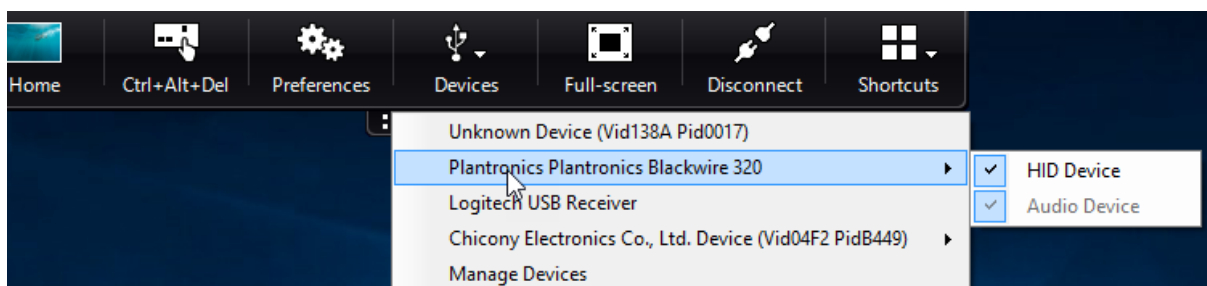 Home Ctrl+Alt+Del Preferences Devices Full-screen Disconnect Shortcuts
Unknown Device (Vid138A Pid0017)
Plantronics Plantronics Blackwire 320 HID Device
Logitech USB Receiver Audio Device
Chicony Electronics Co., Ltd. Device (Vid04F2 PidB449)
Manage Devices